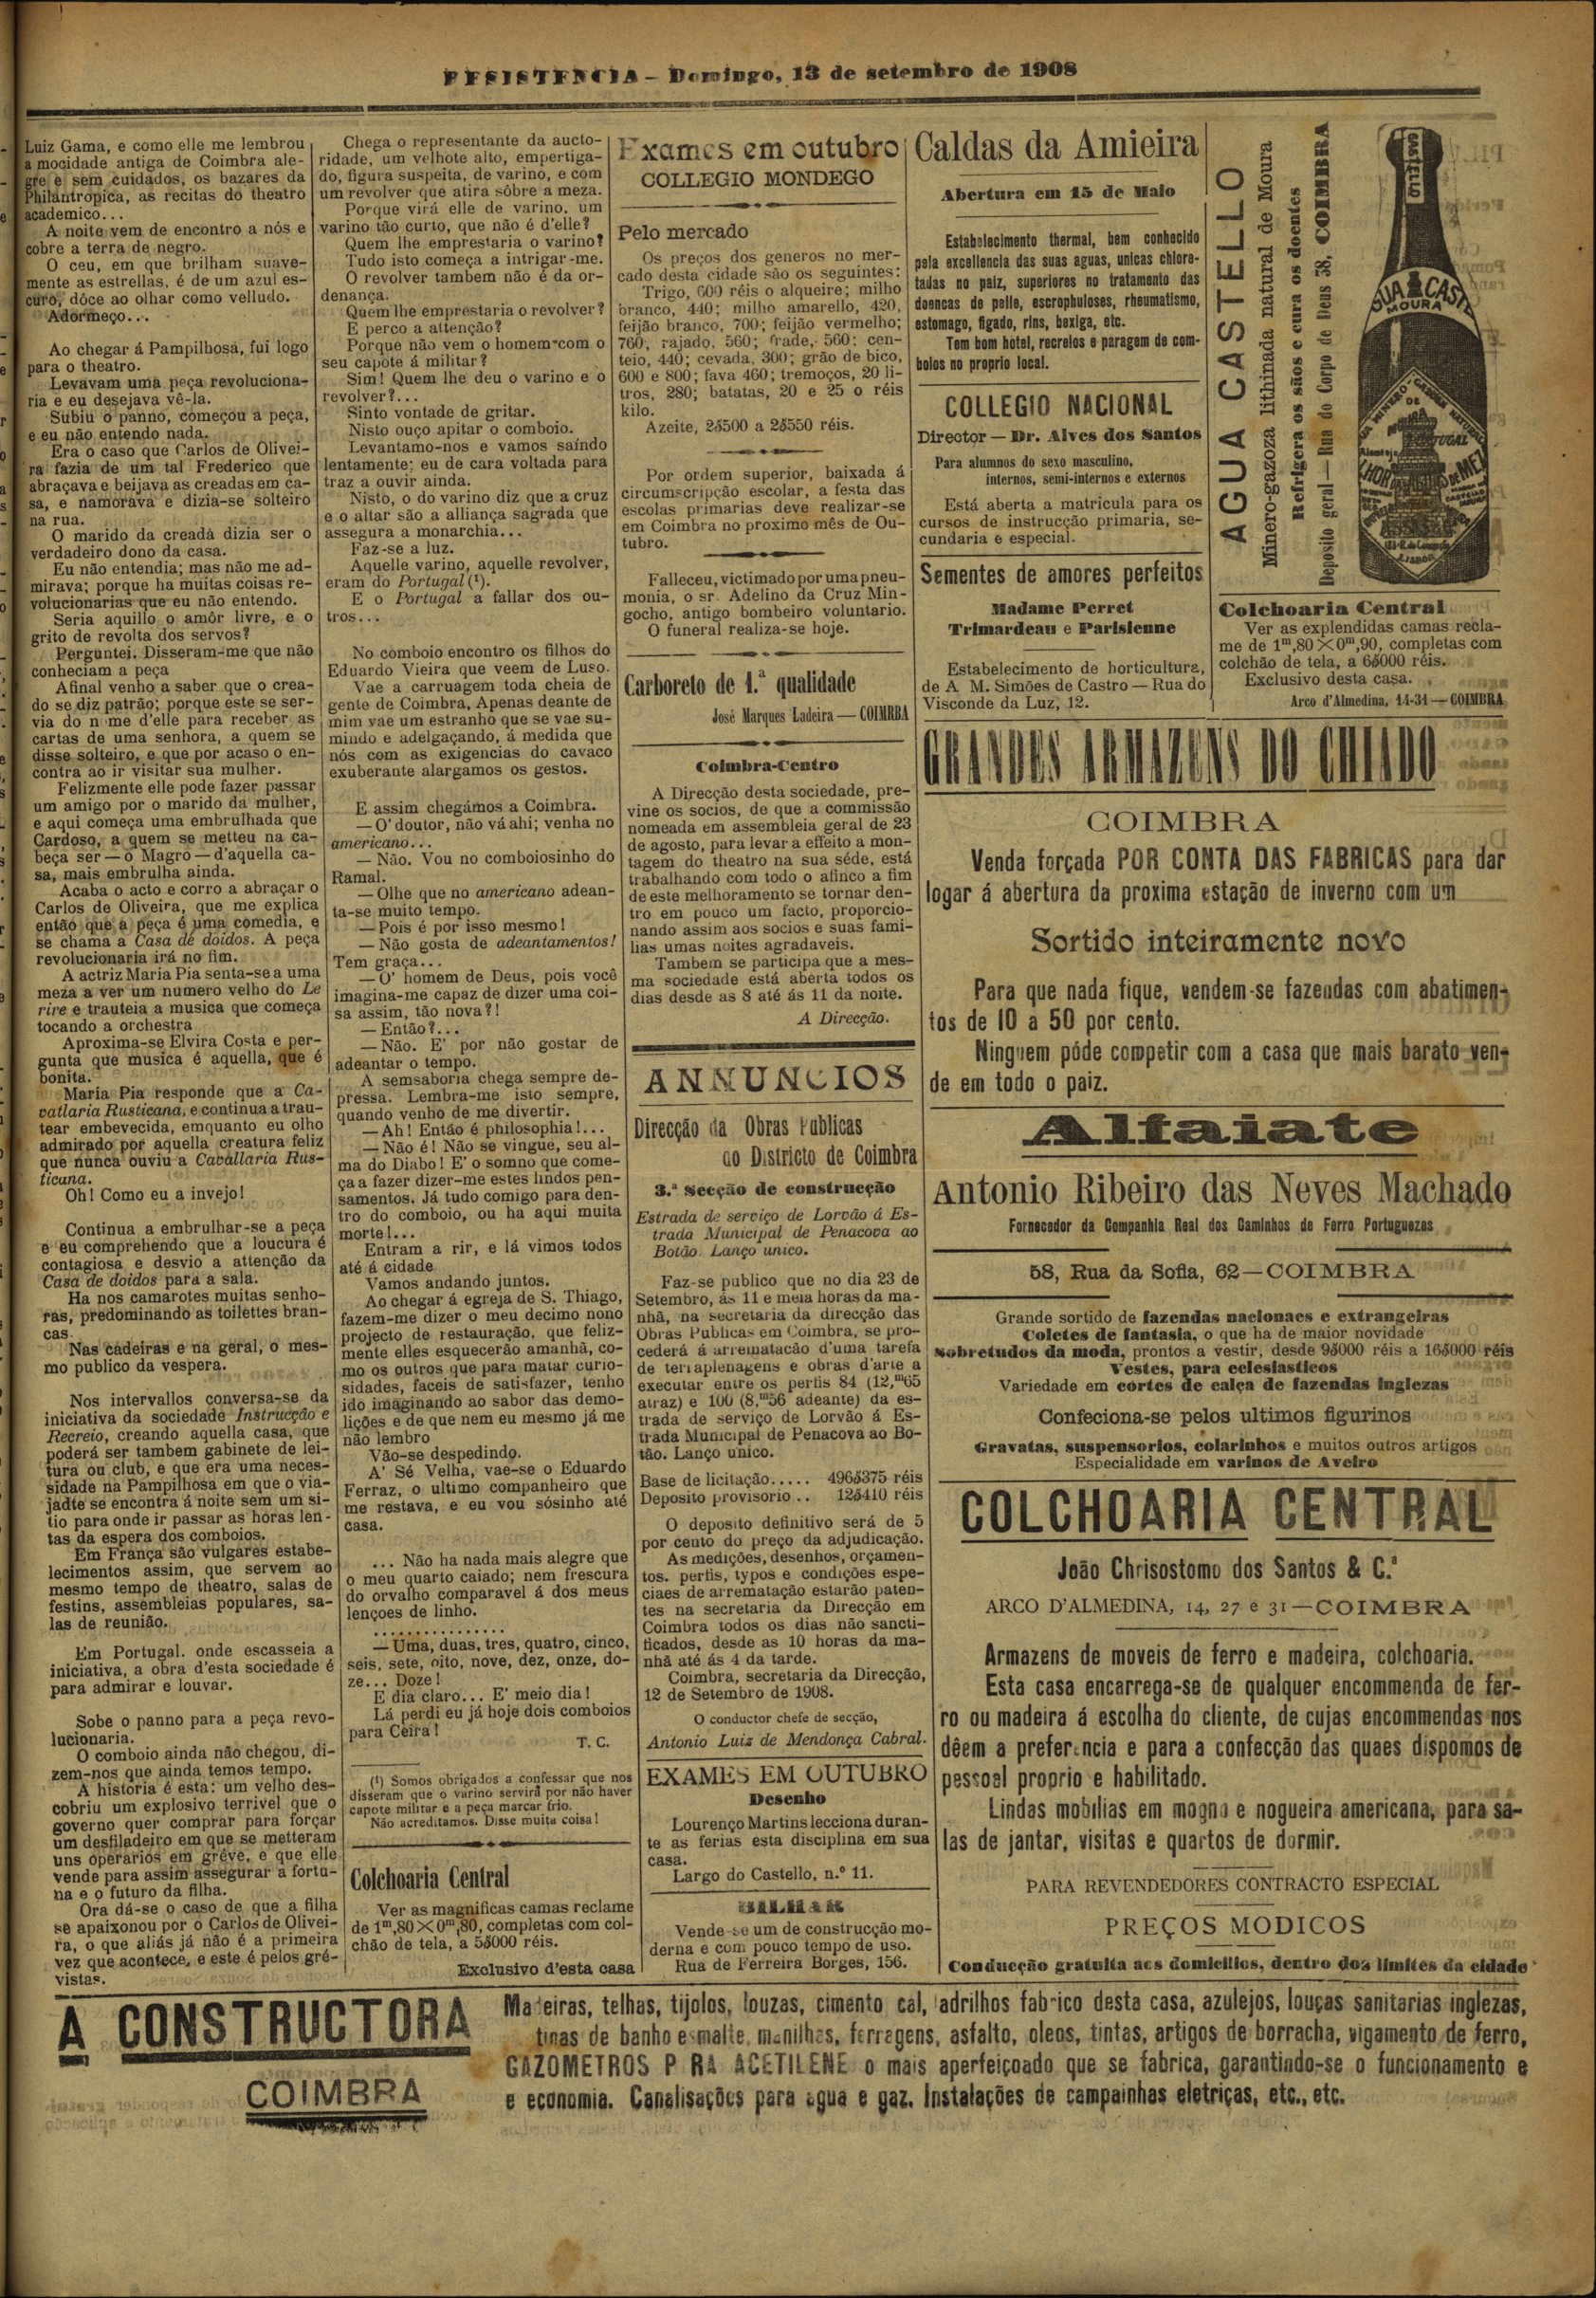 RESISTENCIA — Domingo, 13 de setembro de 1908
Luiz Gama, e como elle me lembrou
a mocidade antiga de Coimbra ale-
gre e sem cuidados, os bazares da
Philantropica, as recitas do theatro
academico...
A noite vem de encontro a nós e
cobre a terra de negro.
O ceu, em que brilham suave-
mente as estrellas, é de um azul es-
curo, dôce ao olhar como velludo.
Adormeço...
Ao chegar á Pampilhosa, fui logo
para o theatro.
Levavam uma peça revoluciona-
ria e eu desejava vê-la.
Subiu o panno, começou a peça,
e eu não entendo nada.
Era o caso que Carlos de Olivei-
ra fazia de um tal Frederico que
abraçava e beijava as creadas em ca-
sa, e namorava e dizia-se solteiro
na rua.
O marido da creada dizia ser o
verdadeiro dono da casa.
Eu não entendia; mas não me ad-
mirava; porque ha muitas coisas re-
volucionarias que eu não entendo.
Seria aquillo o amôr livre, e o
grito de revolta dos servos?
Perguntei. Disseram-me que não
conheciam a peça
Afinal venho a saber que o crea-
do se diz patrão; porque este se ser-
via do nome d'elle para receber as
cartas de uma senhora, a quem se
disse solteiro, e que por acaso o en-
contra ao ir visitar sua mulher.
Felizmente elle pode fazer passar
um amigo por o marido da mulher,
e aqui começa uma embrulhada que
Cardoso, a quem se metteu na ca-
beça ser — o Magro — d'aquella ca-
sa, mais embrulha ainda.
Acaba o acto e corro a abraçar o
Carlos de Oliveira, que me explica
então que a peça é uma comedia, e
se chama a Casa de doidos. A peça
revolucionaria irá no fim.
A actriz Maria Pia senta-se a uma
meza a ver um numero velho do Le
rire e trauteia a musica que começa
tocando a orchestra
Aproxima-se Elvira Costa e per-
gunta que musica é aquella, que é
bonita.
Maria Pia responde que a Ca-
vatlaria Rusticana, e continua a trau-
tear embevecida, emquanto eu olho
admirado por aquella creatura feliz
que nunca ouviu a Cavallaria Rus-
ticana.
Oh! Como eu a invejo!
Continua a embrulhar-se a peça
e eu comprehendo que a loucura é
contagiosa e desvio a attenção da
Casa de doidos para a sala.
Ha nos camarotes muitas senho-
ras, predominando as toilettes bran-
cas.
Nas cadeiras e na geral, o mes-
mo publico da vespera.
Nos intervallos conversa-se da
iniciativa da sociedade Instrucção e
Recreio, creando aquella casa, que
poderá ser tambem gabinete de lei-
tura ou club, e que era uma neces-
sidade na Pampilhosa em que o via-
jadte se encontra á noite sem um si-
tio para onde ir passar as horas len-
tas da espera dos comboios.
Em França são vulgares estabe-
lecimentos assim, que servem ao
mesmo tempo de theatro, salas de
festins, assembleias populares, sa-
las de reunião.
Em Portugal. onde escasseia a
iniciativa, a obra d'esta sociedade é
para admirar e louvar.
Sobe o panno para a peça revo-
lucionaria.
O comboio ainda não chegou, di-
zem-nos que ainda temos tempo.
A historia é esta: um velho des-
cobriu um explosivo terrivel que o
governo quer comprar para forçar
um desfiladeiro em que se metteram
uns operarios em gréve, e que elle
vende para assim assegurar a fortu-
na e o futuro da filha.
Ora dá-se o caso de que a filha
se apaixonou por o Carlos de Olivei-
ra, o que aliás já não é a primeira
vez que acontece, e este é pelos gré-
vistas.
Chega o representante da aucto-
ridade, um velhote alto, empertiga-
do, figura suspeita, de varino, e com
um revolver que atira sôbre a meza.
Porque virá elle de varino, um
varino tão curto, que não é d'elle?
Quem lhe emprestaria o varino?
Tudo isto começa a intrigar-me.
O revolver tambem não é da or-
denança.
Quem lhe emprestaria o revolver?
E perco a attenção?
Porque não vem o homem com o
seu capote á militar?
Sim! Quem lhe deu o varino e o
revolver?...
Sinto vontade de gritar.
Nisto ouço apitar o comboio.
Levantamo-nos e vamos saíndo
lentamente; eu de cara voltada para
traz a ouvir ainda.
Nisto, o do varino diz que a cruz
e o altar são a alliança sagrada que
assegura a monarchia...
Faz-se a luz.
Aquelle varino, aquelle revolver,
eram do Portugal (¹).
E o Portugal a fallar dos ou-
tros...
No comboio encontro os filhos do
Eduardo Vieira que veem de Luso.
Vae a carruagem toda cheia de
gente de Coimbra, Apenas deante de
mim vae um estranho que se vae su-
mindo e adelgaçando, á medida que
nós com as exigencias do cavaco
exuberante alargamos os gestos.
E assim chegámos a Coimbra.
— O' doutor, não vá ahi; venha no
americano...
— Não. Vou no comboiosinho do
Ramal.
— Olhe que no americano adean-
ta-se muito tempo.
— Pois é por isso mesmo!
— Não gosta de adeantamentos!
Tem graça...
— O' homem de Deus, pois você
imagina-me capaz de dizer uma coi-
sa assim, tão nova?!
— Então?...
— Não. E' por não gostar de
adeantar o tempo.
A semsaboria chega sempre de-
pressa. Lembra-me isto sempre,
quando venho de me divertir.
— Ah! Então é philosophia!...
— Não é! Não se vingue, seu al-
ma do Diabo! E' o somno que come-
ça a fazer dizer-me estes lindos pen-
samentos. Já tudo comigo para den-
tro do comboio, ou ha aqui muita
morte!...
Entram a rir, e lá vimos todos
até á cidade
Vamos andando juntos.
Ao chegar á egreja de S. Thiago,
fazem-me dizer o meu decimo nono
projecto de restauração, que feliz-
mente elles esquecerão amanhã, co-
mo os outros que para matar curio-
sidades, faceis de satisfazer, tenho
ido imaginando ao sabor das demo-
lições e de que nem eu mesmo já me
não lembro
Vão-se despedindo.
A' Sé Velha, vae-se o Eduardo
Ferraz, o ultimo companheiro que
me restava, e eu vou sósinho até
casa.
... Não ha nada mais alegre que
o meu quarto caiado; nem frescura
do orvalho comparavel á dos meus
lençoes de linho.
................
— Uma, duas, tres, quatro, cinco,
seis, sete, oito, nove, dez, onze, do-
ze... Doze!
E dia claro... E' meio dia!
Lá perdi eu já hoje dois comboios
para Ceira!
T. C.
(¹) Somos obrigados a confessar que nos
disseram que o varino servirá por não haver
capote militar e a peça marcar frio.
Não acreditamos. Disse muita coisa!
Colchoaria Central
Ver as magnificas camas reclame
de 1m,80×0m,80, completas com col-
chão de tela, a 5$000 réis.
Exclusivo d'esta casa
Exames em outubro
COLLEGIO MONDEGO
Pelo mercado
Os preços dos generos no mer-
cado desta cidade são os seguintes:
Trigo, 600 réis o alqueire; milho
branco, 440; milho amarello, 420,
feijão branco, 700; feijão vermelho;
760, rajado, 560; frade, 560; cen-
teio, 440; cevada, 300; grão de bico,
600 e 800; fava 460; tremoços, 20 li-
tros, 280; batatas, 20 e 25 o réis
kilo.
Azeite, 2$500 a 2$550 réis.
Por ordem superior, baixada á
circumscripção escolar, a festa das
escolas primarias deve realizar-se
em Coimbra no proximo mês de Ou-
tubro.
Falleceu, victimado por uma pneu-
monia, o sr. Adelino da Cruz Min-
gocho, antigo bombeiro voluntario.
O funeral realiza-se hoje.
Carboreto de 1.ª qualidade
José Marques Ladeira — COIMRBA
Coimbra-Centro
A Direcção desta sociedade, pre-
vine os socios, de que a commissão
nomeada em assembleia geral de 23
de agosto, para levar a effeito a mon-
tagem do theatro na sua séde, está
trabalhando com todo o afinco a fim
de este melhoramento se tornar den-
tro em pouco um facto, proporcio-
nando assim aos socios e suas fami-
lias umas noites agradaveis.
Tambem se participa que a mes-
ma sociedade está aberta todos os
dias desde as 8 até ás 11 da noite.
A Direcção.
ANNUNCIOS
Direcção da Obras Publicas
do Districto de Coimbra
3.ª Secção de construcção
Estrada de serviço de Lorvão á Es-
trada Municipal de Penacova ao
Botão. Lanço unico.
Faz-se publico que no dia 23 de
Setembro, ás 11 e meia horas da ma-
nhã, na secretaria da direcção das
Obras Publicas em Coimbra, se pro-
cederá á arrematacão d'uma tarefa
de terraplenagens e obras d'arte a
executar entre os perfis 84 (12,m65
atraz) e 100 (8,m56 adeante) da es-
trada de serviço de Lorvão á Es-
trada Municipal de Penacova ao Bo-
tão. Lanço unico.
Base de licitação..... 496$375 réis
Deposito provisorio .. 12$410 réis
O deposito definitivo será de 5
por cento do preço da adjudicação.
As medições, desenhos, orçamen-
tos. perfis, typos e condições espe-
ciaes de arrematação estarão paten-
tes na secretaria da Direcção em
Coimbra todos os dias não sancti-
ficados, desde as 10 horas da ma-
nhã até ás 4 da tarde.
Coimbra, secretaria da Direcção,
12 de Setembro de 1908.
O conductor chefe de secção,
Antonio Luiz de Mendonça Cabral.
EXAMES EM OUTUBRO
Desenho
Lourenço Martins lecciona duran-
te as ferias esta disciplina em sua
casa.
Largo do Castello, n.º 11.
BILHAR
Vende-se um de construcção mo-
derna e com pouco tempo de uso.
Rua de Ferreira Borges, 156.
Caldas da Amieira
Abertura em 15 de Maio
Estabelecimento thermal, bem conhecido
pela excellencia das suas aguas, unicas chlore-
tadas no paiz, superiores no tratamento das
doencas de pelle, escrophuloses, rheumatismo,
estomago, figado, rins, bexiga, etc.
Tem bom hotel, recreios e paragem de com-
boios no proprio local.
COLLEGIO NACIONAL
Director — Dr. Alves dos Santos
Para alumnos do sexo masculino,
internos, semi-internos e externos
Está aberta a matricula para os
cursos de instrucção primaria, se-
cundaria e especial.
Sementes de amores perfeitos
Madame Perret
Trimardeau e Parisienne
Estabelecimento de horticultura,
de A M. Simões de Castro — Rua do
Visconde da Luz, 12.
AGUA CASTELLO
Minero-gazoza lithinada natural de Moura
Refrigera os sãos e cura os doentes
Deposito geral — Rua do Corpo de Deus 38, COIMBRA
CASTELLO
MOURA
LISBOA
Colchoaria Central
Ver as explendidas camas recla-
me de 1m,80×0m,90, completas com
colchão de tela, a 6$000 réis.
Exclusivo desta casa.
Arco d'Almedina, 14-31 — COIMBRA
GRANDES ARMAZENS DO CHIADO
COIMBRA
Venda forçada POR CONTA DAS FABRICAS para dar
logar á abertura da proxima estação de inverno com um
Sortido inteiramente novo
Para que nada fique, vendem-se fazendas com abatimen-
tos de 10 a 50 por cento.
Ninguem póde competir com a casa que mais barato ven-
de em todo o paiz.
Alfaiate
Antonio Ribeiro das Neves Machado
Fornecedor da Companhia Real dos Caminhos de Ferro Portuguezes
58, Rua da Sofia, 62 — COIMBRA
Grande sortido de fazendas nacionaes e extrangeiras
Coletes de fantasia, o que ha de maior novidade
Sobretudos da moda, prontos a vestir, desde 9$000 réis a 16$000 réis
Vestes, para eclesiasticos
Variedade em córtes de calça de fazendas inglezas
Confeciona-se pelos ultimos figurinos
Gravatas, suspensorios, colarinhos e muitos outros artigos
Especialidade em varinos de Aveiro
COLCHOARIA CENTRAL
João Chrisostomo dos Santos & C.ª
ARCO D'ALMEDINA, 14, 27 e 31 — COIMBRA
Armazens de moveis de ferro e madeira, colchoaria.
Esta casa encarrega-se de qualquer encommenda de fer-
ro ou madeira á escolha do cliente, de cujas encommendas nos
dêem a preferencia e para a confecção das quaes dispomos de
pessoal proprio e habilitado.
Lindas mobilias em mogno e nogueira americana, para sa-
las de jantar, visitas e quartos de dormir.
PARA REVENDEDORES CONTRACTO ESPECIAL
PREÇOS MODICOS
Conducção gratuita aos domicilios, dentro dos limites da cidade
A CONSTRUCTORA
COIMBRA
Madeiras, telhas, tijolos, louzas, cimento cal, ladrilhos fabrico desta casa, azulejos, louças sanitarias inglezas,
tinas de banho esmalte, manilhas, ferragens, asfalto, oleos, tintas, artigos de borracha, vigamento de ferro,
GAZOMETROS P RA ACETILENE o mais aperfeiçoado que se fabrica, garantindo-se o funcionamento e
e economia. Canalisações para agua e gaz. Instalações de campainhas eletriças, etc., etc.